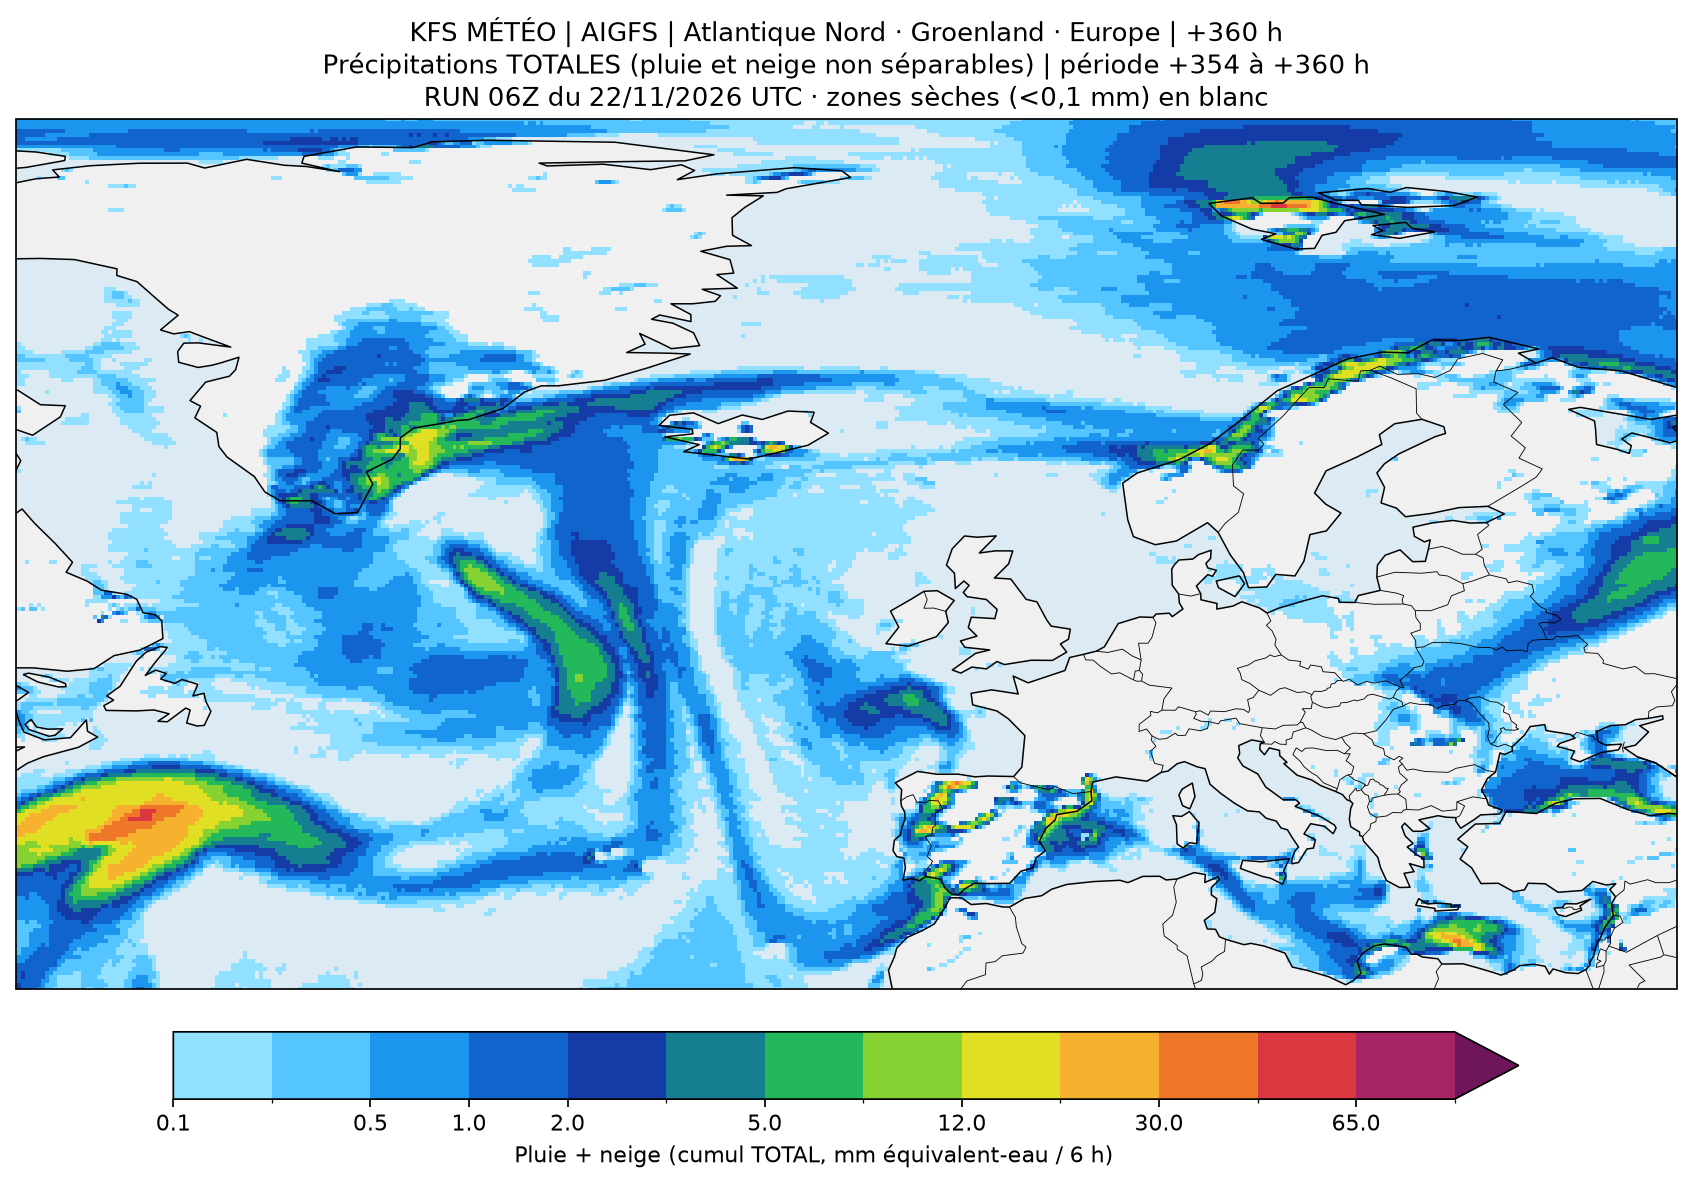 KFS MÉTÉO | AIGFS | Atlantique Nord · Groenland · Europe | +360 h
Précipitations TOTALES (pluie et neige non séparables) | période +354 à +360 h
RUN 06Z du 22/11/2026 UTC · zones sèches (<0,1 mm) en blanc
0.1 0.5 1.0 2.0 5.0 12.0 30.0 65.0
Pluie + neige (cumul TOTAL, mm équivalent-eau / 6 h)